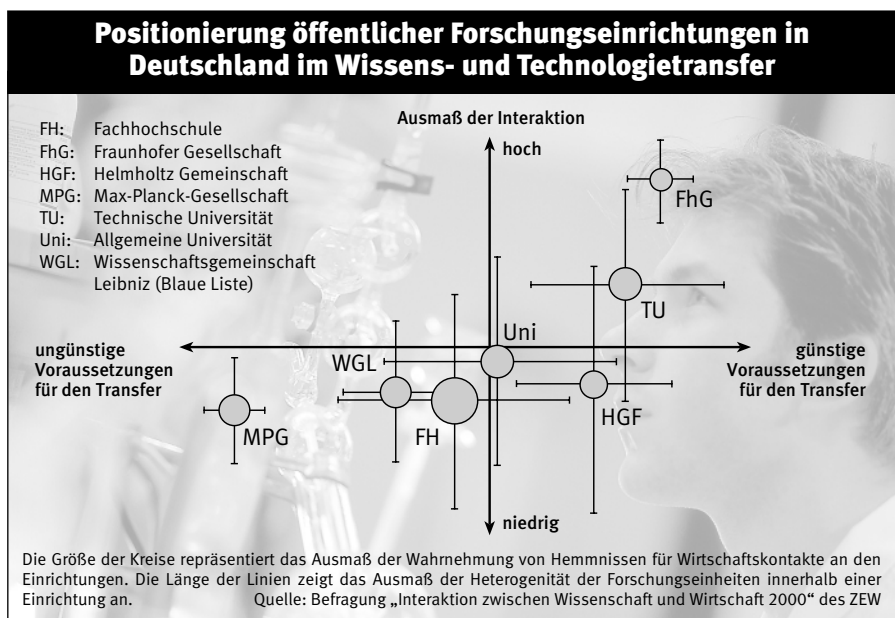 Positionierung öffentlicher Forschungseinrichtungen in
Deutschland im Wissens- und Technologietransfer
FH: Fachhochschule
FhG: Fraunhofer Gesellschaft
HGF: Helmholtz Gemeinschaft
MPG: Max-Planck-Gesellschaft
TU: Technische Universität
Uni: Allgemeine Universität
WGL: Wissenschaftsgemeinschaft
Leibniz (Blaue Liste)
Ausmaß der Interaktion
hoch
FhG
TU
Uni
WGL
HGF
FH
MPG
ungünstige
Voraussetzungen
für den Transfer
günstige
Voraussetzungen
für den Transfer
niedrig
Die Größe der Kreise repräsentiert das Ausmaß der Wahrnehmung von Hemmnissen für Wirtschaftskontakte an den
Einrichtungen. Die Länge der Linien zeigt das Ausmaß der Heterogenität der Forschungseinheiten innerhalb einer
Einrichtung an. Quelle: Befragung „Interaktion zwischen Wissenschaft und Wirtschaft 2000“ des ZEW